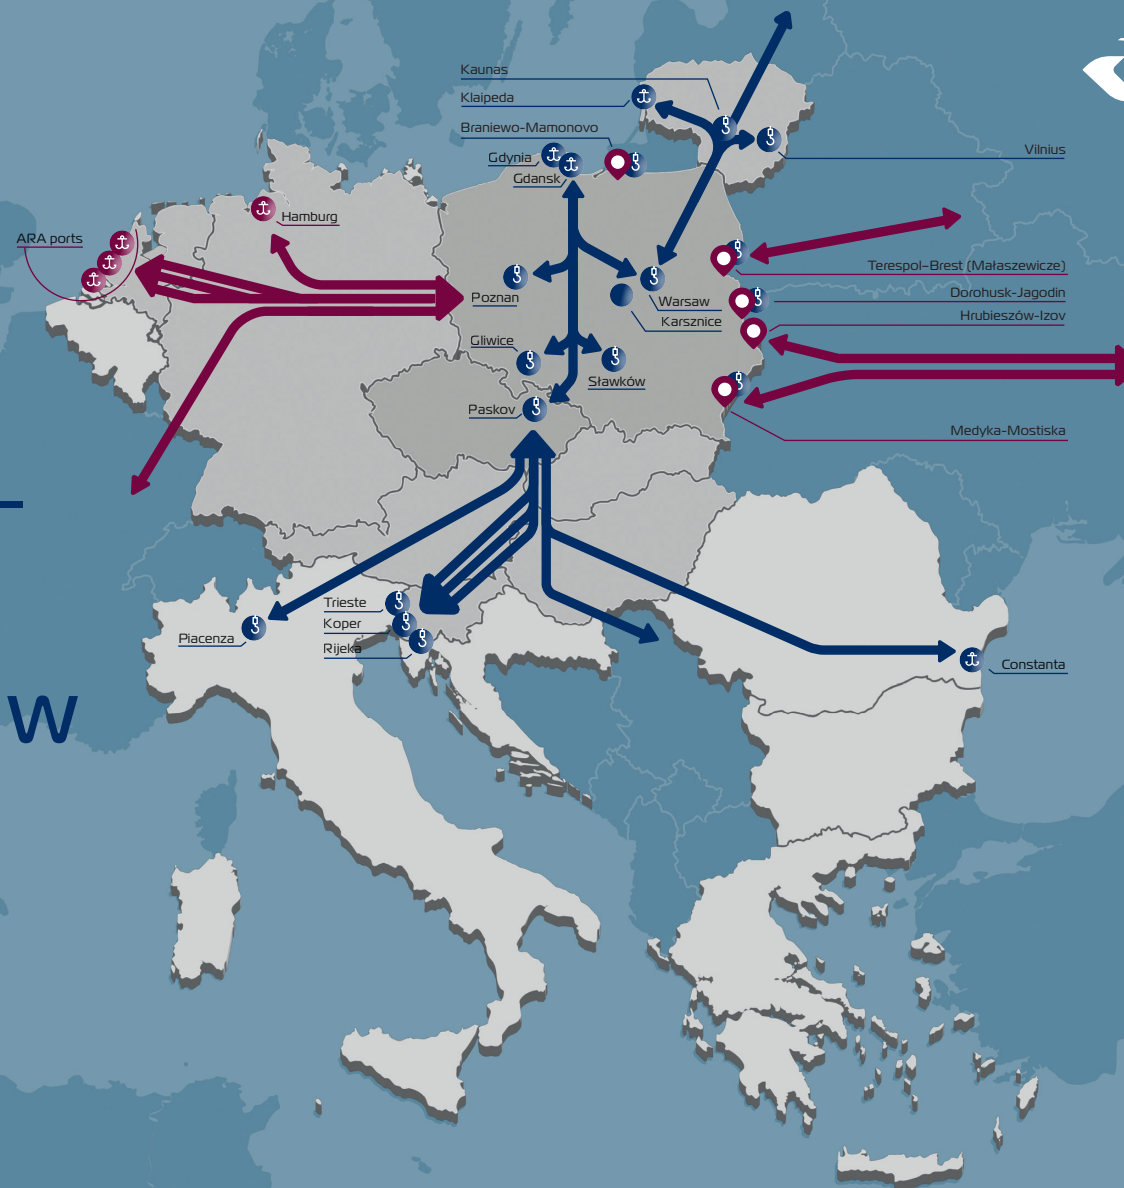 Kaunas
Klaipeda
Braniewo-Mamonovo
Gdynia
Gdansk
Vilnius
Hamburg
ARA ports
Terespol-Brest (Małaszewicze)
Dorohusk-Jagodin
Hrubieszów-Izov
Poznan
Warsaw
Karsznice
Gliwice
Sławków
Paskov
Medyka-Mostiska
Trieste
Koper
Rijeka
Piacenza
Constanta
W